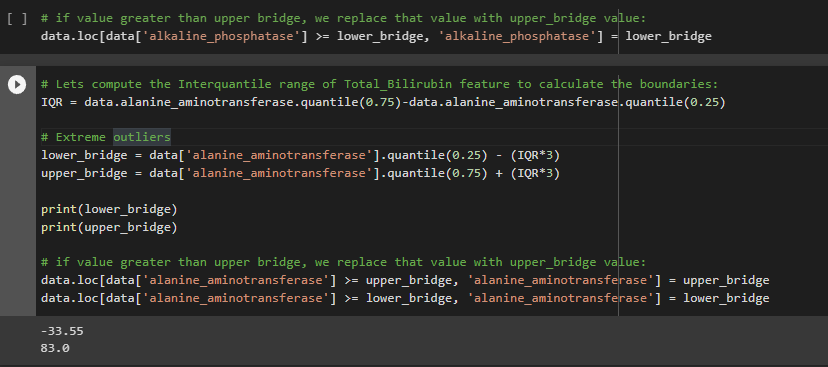 [ ] # if value greater than upper bridge, we replace that value with upper_bridge value:
data.loc[data['alkaline_phosphatase'] >= lower_bridge, 'alkaline_phosphatase'] = lower_bridge
# Lets compute the Interquantile range of Total_Bilirubin feature to calculate the boundaries:
IQR = data.alanine_aminotransferase.quantile(0.75)-data.alanine_aminotransferase.quantile(0.25)
# Extreme outliers
lower_bridge = data['alanine_aminotransferase'].quantile(0.25) - (IQR*3)
upper_bridge = data['alanine_aminotransferase'].quantile(0.75) + (IQR*3)
print(lower_bridge)
print(upper_bridge)
# if value greater than upper bridge, we replace that value with upper_bridge value:
data.loc[data['alanine_aminotransferase'] >= upper_bridge, 'alanine_aminotransferase'] = upper_bridge
data.loc[data['alanine_aminotransferase'] >= lower_bridge, 'alanine_aminotransferase'] = lower_bridge
-33.55
83.0